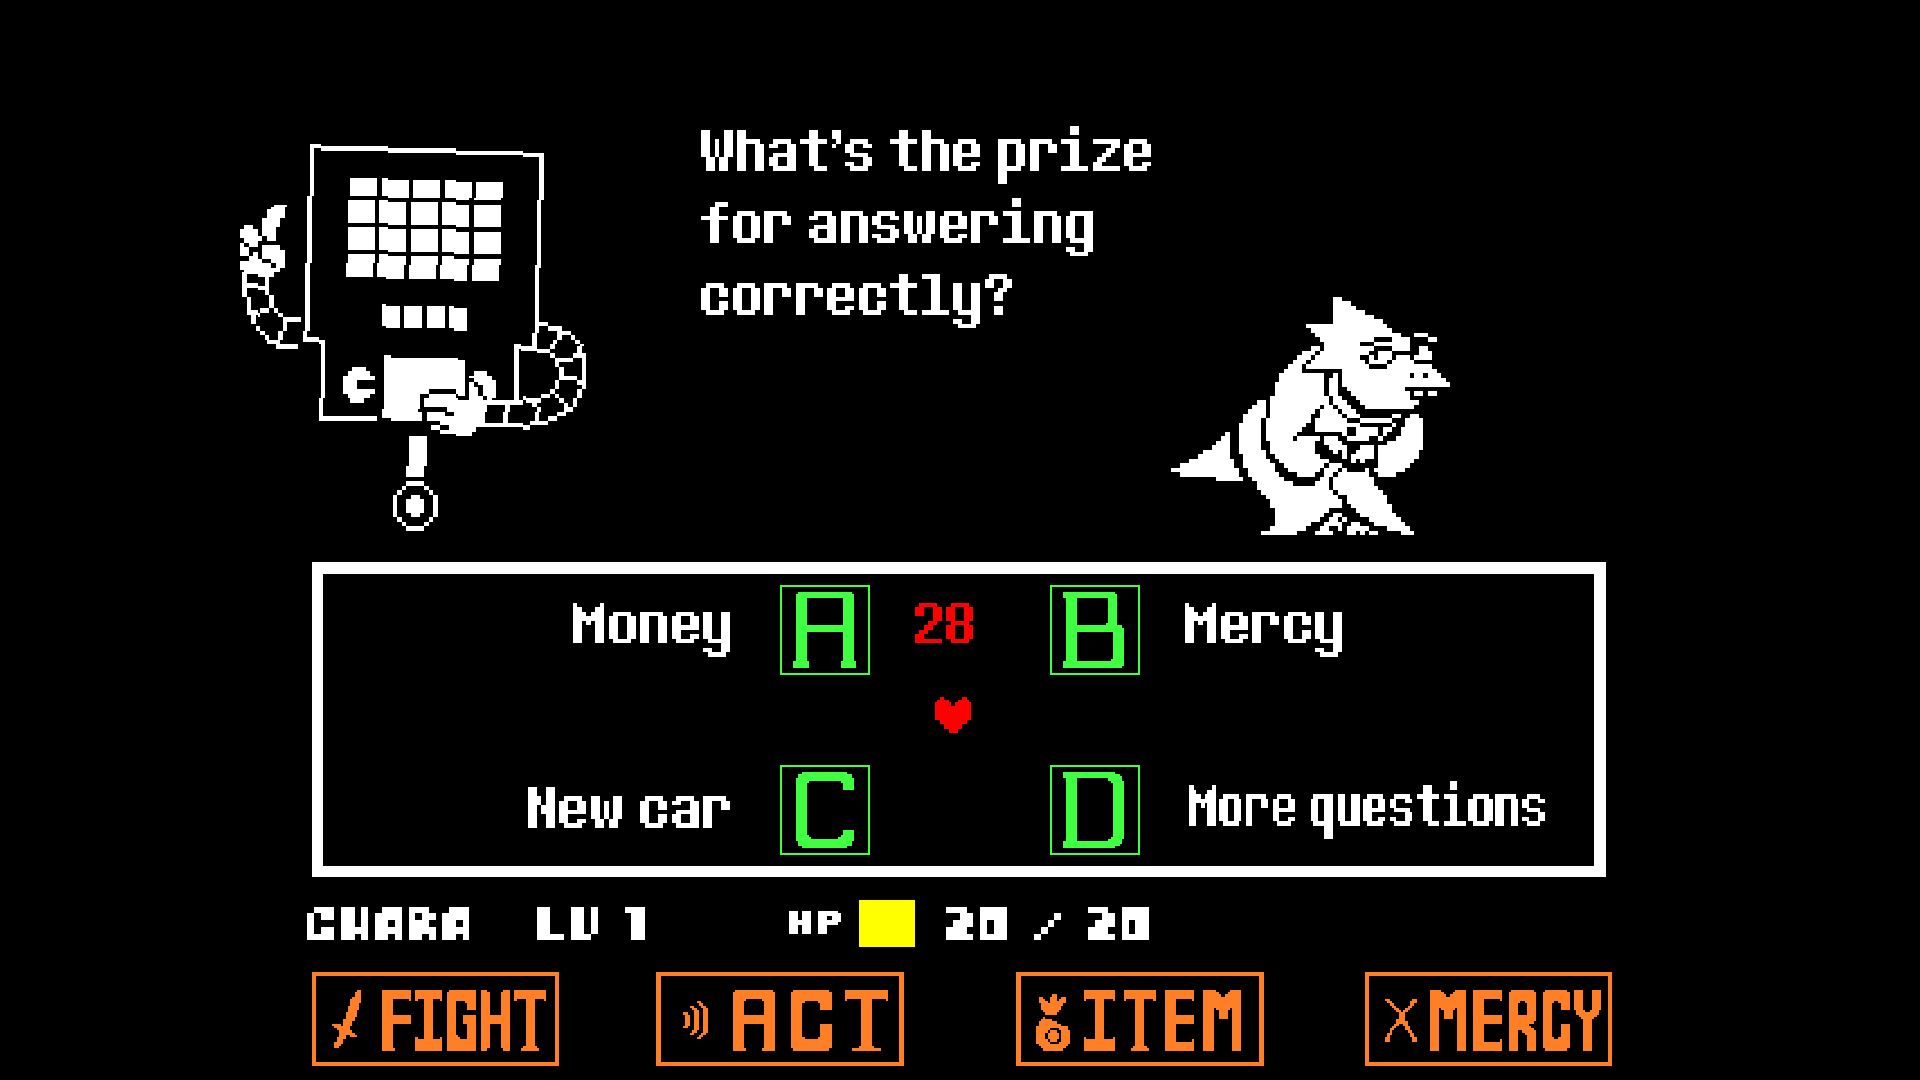 What's the prize
for answering
correctly?
Money A 28 B Mercy
New car C D More questions
CHARA LV 1 HP 20 / 20
FIGHT ACT ITEM MERCY